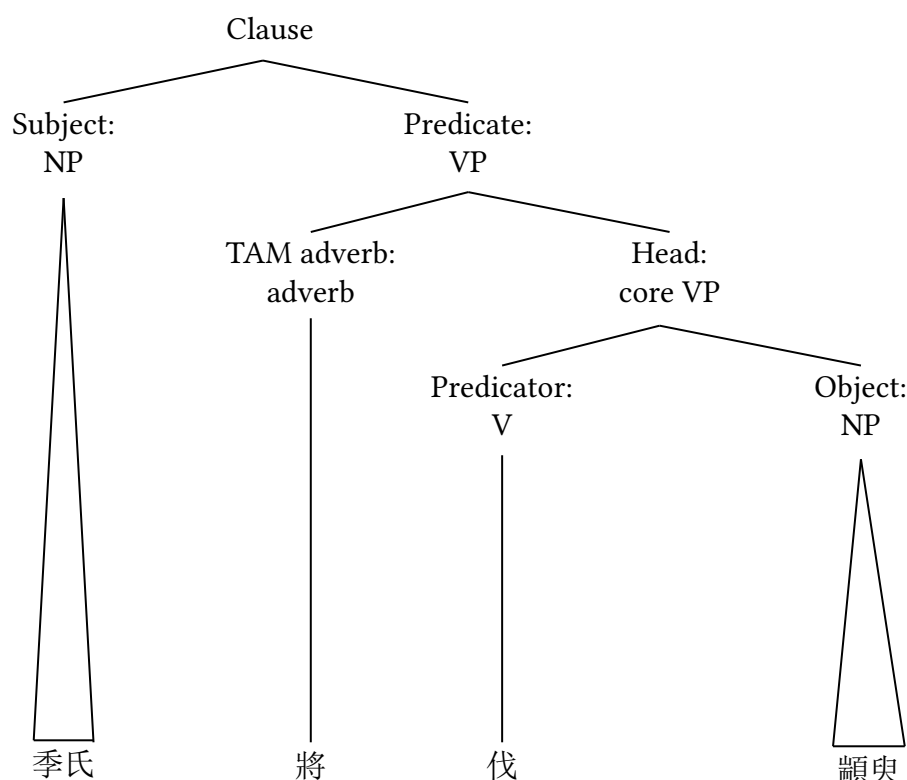 Clause
Subject:
NP
Predicate:
VP
TAM adverb:
adverb
Head:
core VP
Predicator:
V
Object:
NP
季氏 將 伐 顓臾